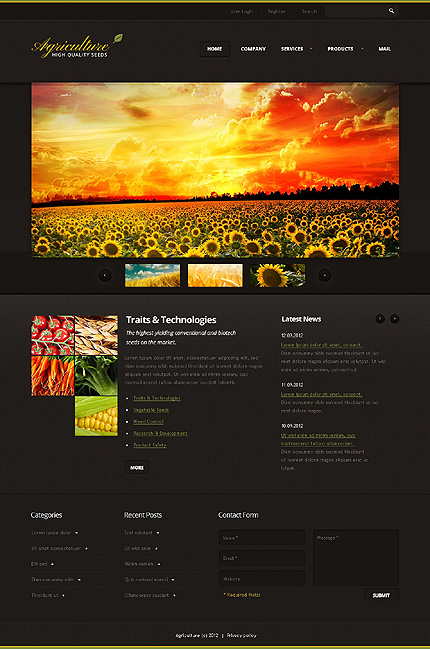 User Login | Register Search
Agriculture
HIGH QUALITY SEEDS
HOME COMPANY SERVICES PRODUCTS MAIL
Traits & Technologies
The highest yielding conventional and biotech
seeds on the market.
Lorem ipsum dolor sit amet, consectetuer adipiscing elit, sed
diam nonummy nibh euismod tincidunt ut laoreet dolore magna
aliquam erat volutpat. Ut wisi enim ad minim veniam, quis
nostrud exerci tation ullamcorper suscipit lobortis.
Traits & Technologies
Vegetable Seeds
Weed Control
Research & Development
Product Safety
MORE
Latest News
12.09.2012
Lorem ipsum dolor sit amet, consect.
Diam nonummy nibh euismod tincidunt ut lao
reet dolore magna aliquam erat volutpat. Ut
wisi enim ad minim veniam, quis nostrud.
11.09.2012
Lorem ipsum dolor sit amet, consect.
Diam nonummy nibh euismod tincidunt ut lao
reet dolore magna.
10.09.2012
Ut wisi enim ad minim veniam, quis
nostrud exerci tation ullamcorper.
Diam nonummy nibh euismod tincidunt
ut laoreet dolore magna aliquam erat vo
lutpat.
Categories
Lorem ipsum dolor
Sit amet consectetuer
Elit sed
Diam nonummy nibh
Tincidunt ut
Recent Posts
Erat volutpat
Ut wisi enim
Minim veniam
Quis nostrud exerci
Ullamcorper suscipit
Contact Form
Name *
Email *
Website
Message *
* Required Fields
SUBMIT
Agriculture (c) 2012 | Privacy policy